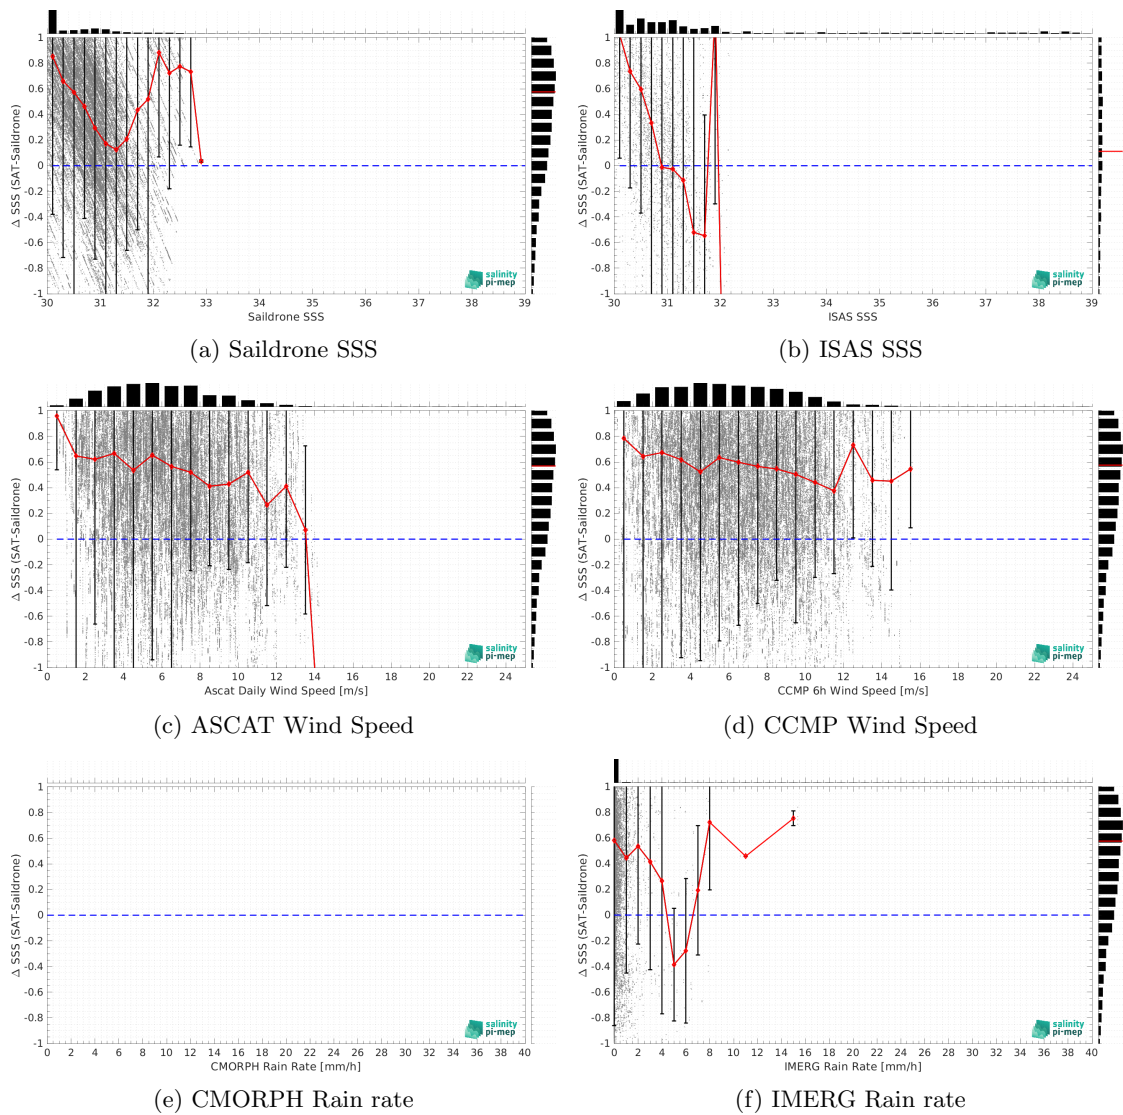 1
0.8
0.6
0.4
0.2
0
-0.2
-0.4
-0.6
-0.8
-1
Δ SSS (SAT-Saildrone)
30 31 32 33 34 35 36 37 38 39
Saildrone SSS
salinity
pi-mep
(a) Saildrone SSS
1
0.8
0.6
0.4
0.2
0
-0.2
-0.4
-0.6
-0.8
-1
Δ SSS (SAT-Saildrone)
30 31 32 33 34 35 36 37 38 39
ISAS SSS
salinity
pi-mep
(b) ISAS SSS
1
0.8
0.6
0.4
0.2
0
-0.2
-0.4
-0.6
-0.8
-1
Δ SSS (SAT-Saildrone)
0 2 4 6 8 10 12 14 16 18 20 22 24
Ascat Daily Wind Speed [m/s]
salinity
pi-mep
(c) ASCAT Wind Speed
1
0.8
0.6
0.4
0.2
0
-0.2
-0.4
-0.6
-0.8
-1
Δ SSS (SAT-Saildrone)
0 2 4 6 8 10 12 14 16 18 20 22 24
CCMP 6h Wind Speed [m/s]
salinity
pi-mep
(d) CCMP Wind Speed
1
0.8
0.6
0.4
0.2
0
-0.2
-0.4
-0.6
-0.8
-1
Δ SSS (SAT-Saildrone)
0 2 4 6 8 10 12 14 16 18 20 22 24 26 28 30 32 34 36 38 40
CMORPH Rain Rate [mm/h]
salinity
pi-mep
(e) CMORPH Rain rate
1
0.8
0.6
0.4
0.2
0
-0.2
-0.4
-0.6
-0.8
-1
Δ SSS (SAT-Saildrone)
0 2 4 6 8 10 12 14 16 18 20 22 24 26 28 30 32 34 36 38 40
IMERG Rain Rate [mm/h]
salinity
pi-mep
(f) IMERG Rain rate